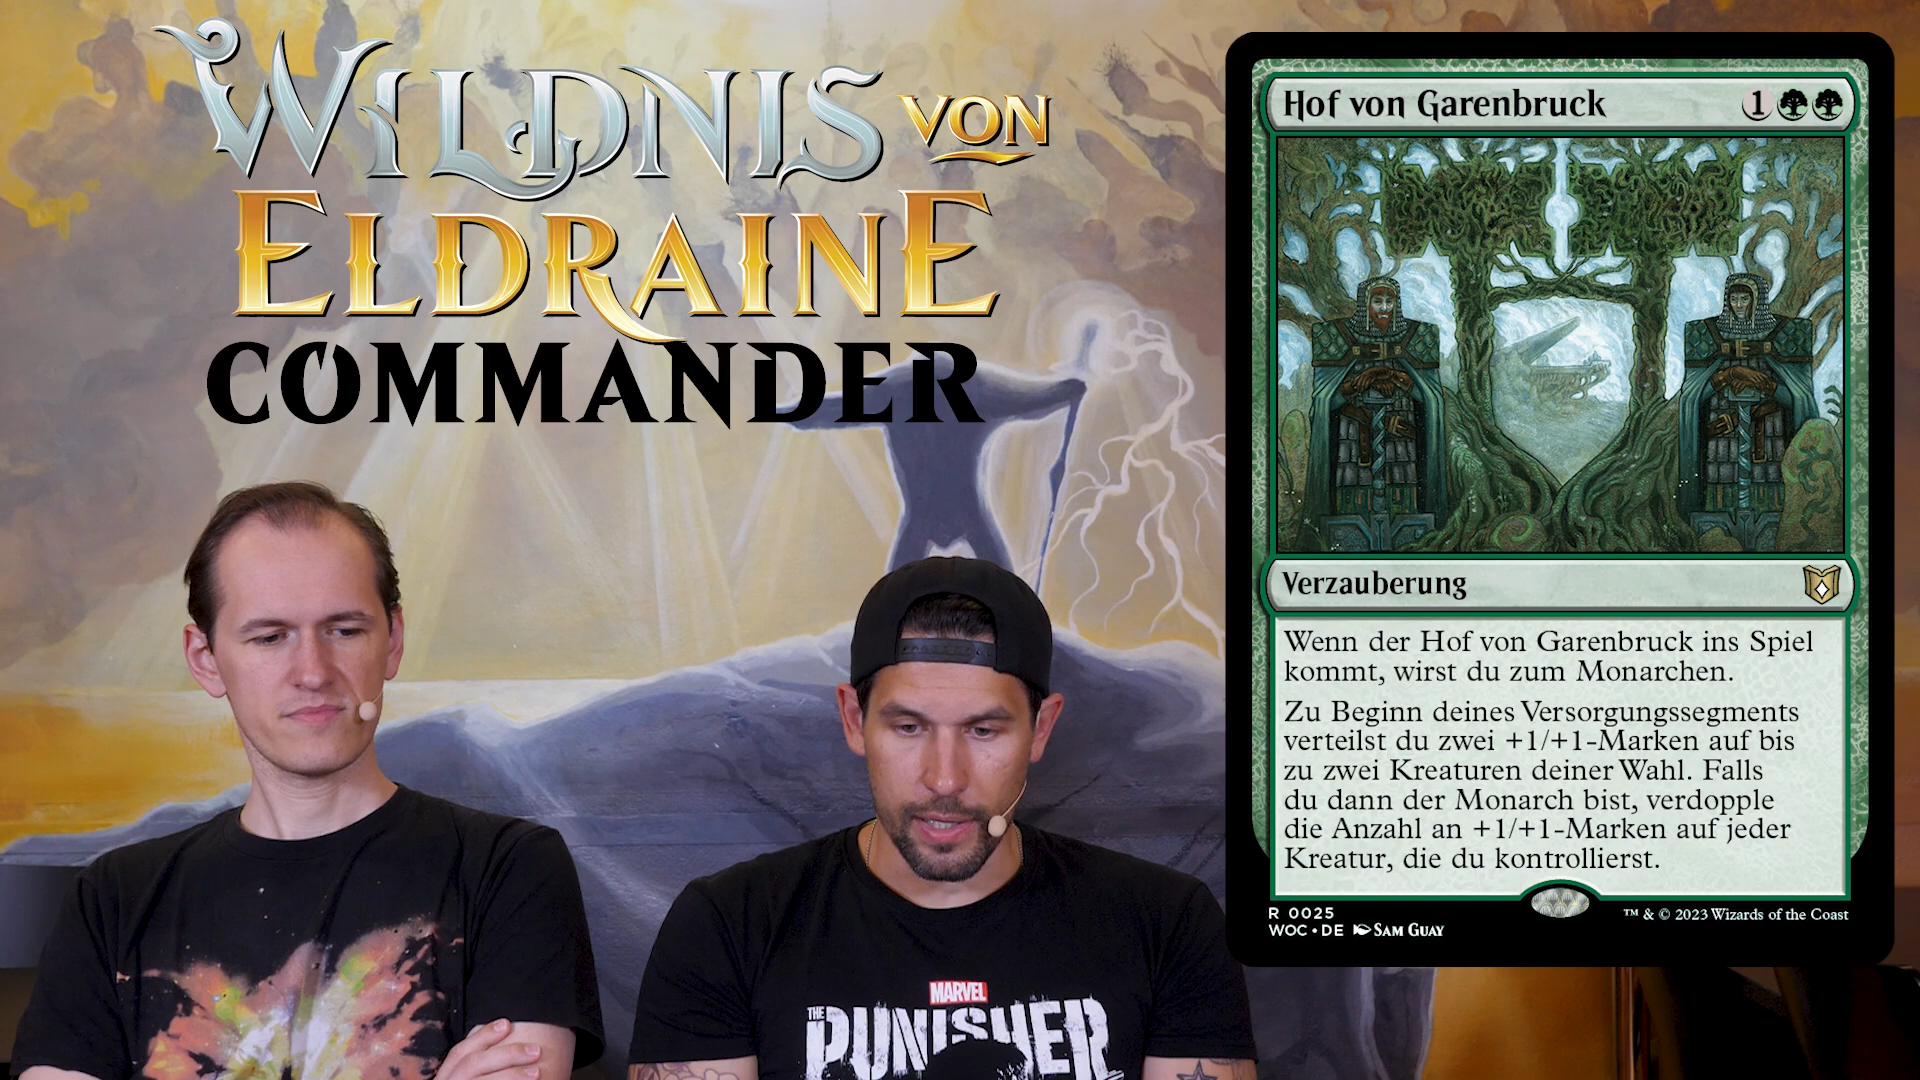 WILDNIS VON
ELDRAINE
COMMANDER
Hof von Garenbruck 1
Verzauberung
Wenn der Hof von Garenbruck ins Spiel
kommt, wirst du zum Monarchen.
Zu Beginn deines Versorgungssegments
verteilst du zwei +1/+1-Marken auf bis
zu zwei Kreaturen deiner Wahl. Falls
du dann der Monarch bist, verdopple
die Anzahl an +1/+1-Marken auf jeder
Kreatur, die du kontrollierst.
R 0025
WOC • DE SAM GUAY
™ & © 2023 Wizards of the Coast
MARVEL
THE PUNISHER